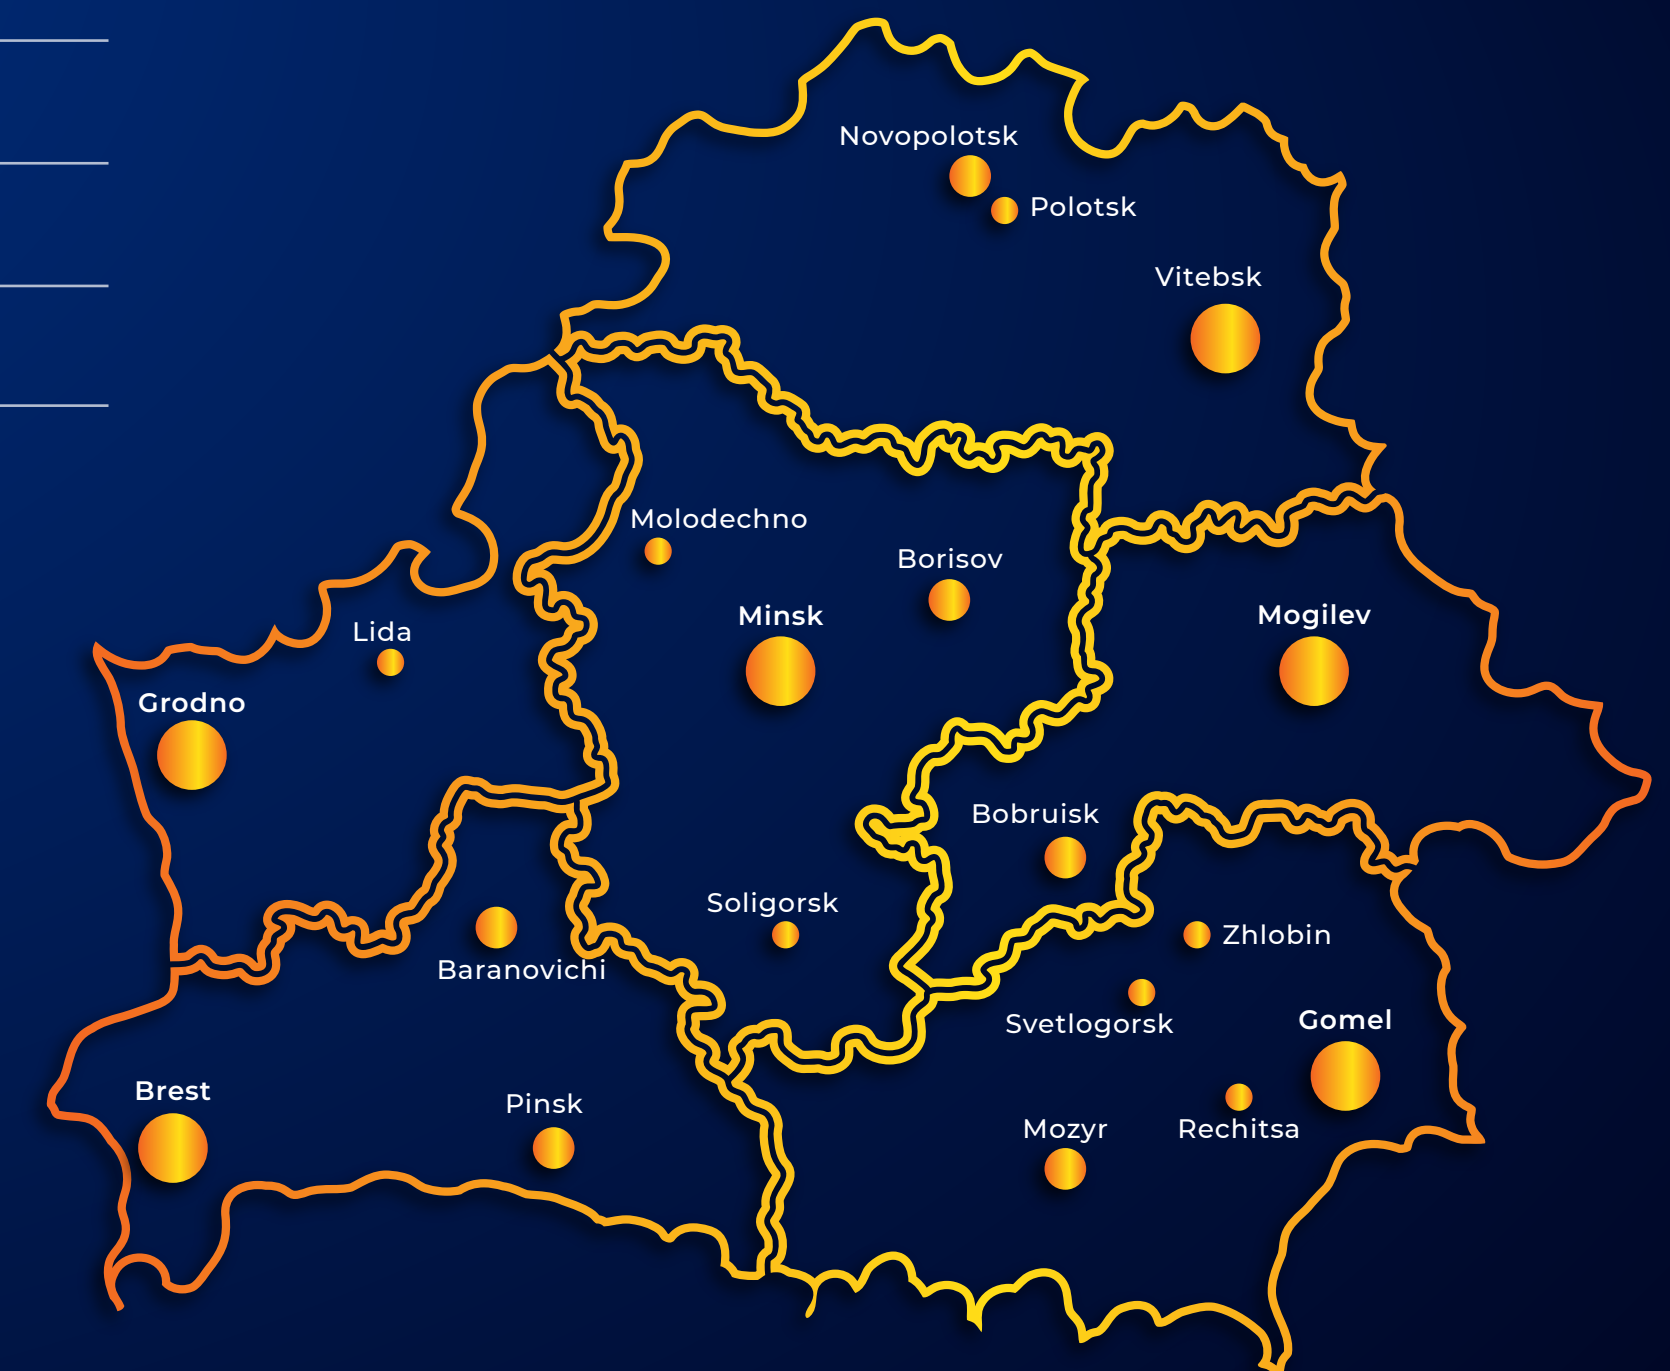 Novopolotsk
Polotsk
Vitebsk
Molodechno
Borisov
Minsk
Mogilev
Lida
Grodno
Bobruisk
Soligorsk
Zhlobin
Baranovichi
Svetlogorsk
Gomel
Brest
Pinsk
Mozyr
Rechitsa